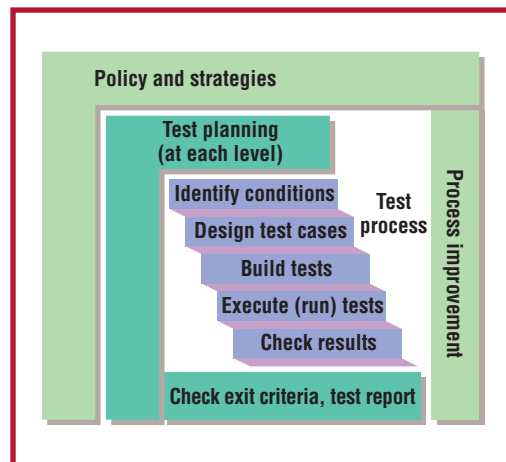 Policy and strategies
Test planning
(at each level)
Identify conditions
Design test cases
Build tests
Execute (run) tests
Check results
Test
process
Process improvement
Check exit criteria, test report